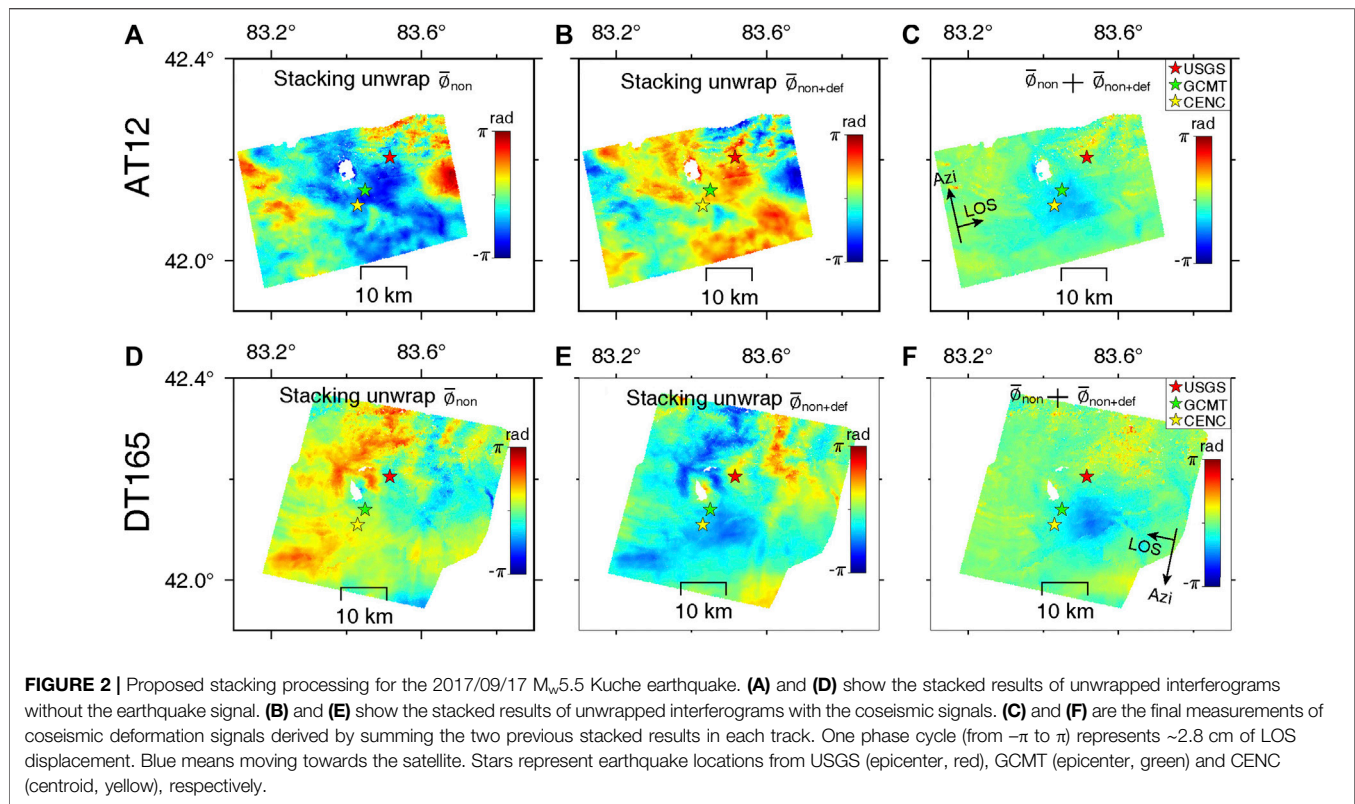 A 83.2° 83.6° B 83.2° 83.6° C 83.2° 83.6°
42.4°
Stacking unwrap ø̅non
Stacking unwrap ø̅non+def
ø̅non + ø̅non+def
USGS
GCMT
CENC
rad
π
-π
rad
π
-π
π
-π
AT12
Azi
LOS
42.0°
10 km
10 km
10 km
D 83.2° 83.6° E 83.2° 83.6° F 83.2° 83.6°
42.4°
Stacking unwrap ø̅non
Stacking unwrap ø̅non+def
ø̅non + ø̅non+def
USGS
GCMT
CENC
rad
π
-π
rad
π
-π
rad
π
-π
DT165
LOS
Azi
42.0°
10 km
10 km
10 km
FIGURE 2 | Proposed stacking processing for the 2017/09/17 Mw5.5 Kuche earthquake. (A) and (D) show the stacked results of unwrapped interferograms
without the earthquake signal. (B) and (E) show the stacked results of unwrapped interferograms with the coseismic signals. (C) and (F) are the final measurements of
coseismic deformation signals derived by summing the two previous stacked results in each track. One phase cycle (from −π to π) represents ~2.8 cm of LOS
displacement. Blue means moving towards the satellite. Stars represent earthquake locations from USGS (epicenter, red), GCMT (epicenter, green) and CENC
(centroid, yellow), respectively.